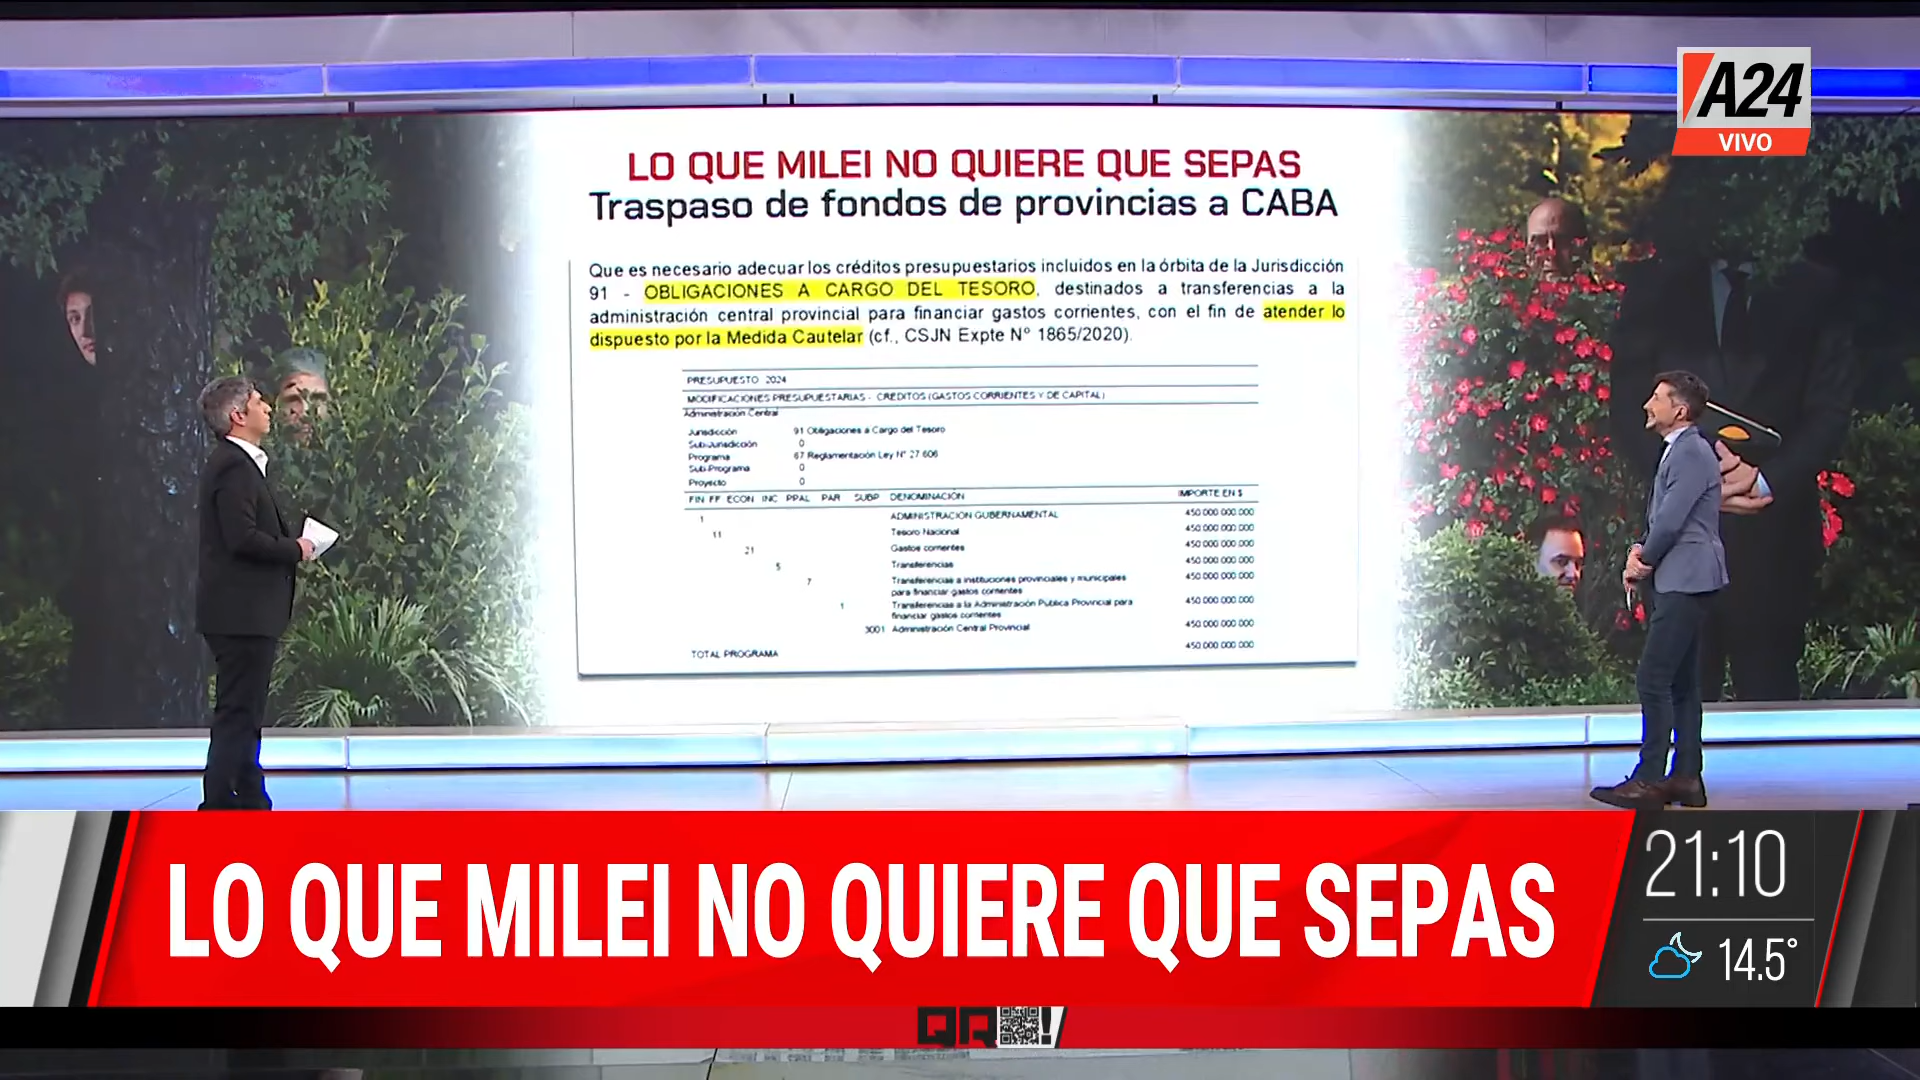 A24
VIVO
LO QUE MILEI NO QUIERE QUE SEPAS
Traspaso de fondos de provincias a CABA
Que es necesario adecuar los créditos presupuestarios incluidos en la órbita de la Jurisdicción
91 - OBLIGACIONES A CARGO DEL TESORO, destinados a transferencias a la
administración central provincial para financiar gastos corrientes, con el fin de atender lo
dispuesto por la Medida Cautelar (cf., CSJN Expte N° 1865/2020).
PRESUPUESTO 2024
MODIFICACIONES PRESUPUESTARIAS - CREDITOS (GASTOS CORRIENTES Y DE CAPITAL)
Administración Central
Jurisdicción 91 Obligaciones a Cargo del Tesoro
Sub-Jurisdicción 0
Programa 67 Reglamentación Ley N° 27.606
Sub-Programa 0
Proyecto 0
FIN FF ECON INC PPAL PAR SUBP DENOMINACIÓN IMPORTE EN $
1 ADMINISTRACIÓN GUBERNAMENTAL 450.000.000.000
11 Tesoro Nacional 450.000.000.000
21 Gastos corrientes 450.000.000.000
5 Transferencias 450.000.000.000
7 Transferencias a instituciones provinciales y municipales 450.000.000.000
para financiar gastos corrientes
1 Transferencias a la Administración Pública Provincial para 450.000.000.000
financiar gastos corrientes
3001 Administración Central Provincial 450.000.000.000
TOTAL PROGRAMA 450.000.000.000
LO QUE MILEI NO QUIERE QUE SEPAS
21:10
14.5°
QR!